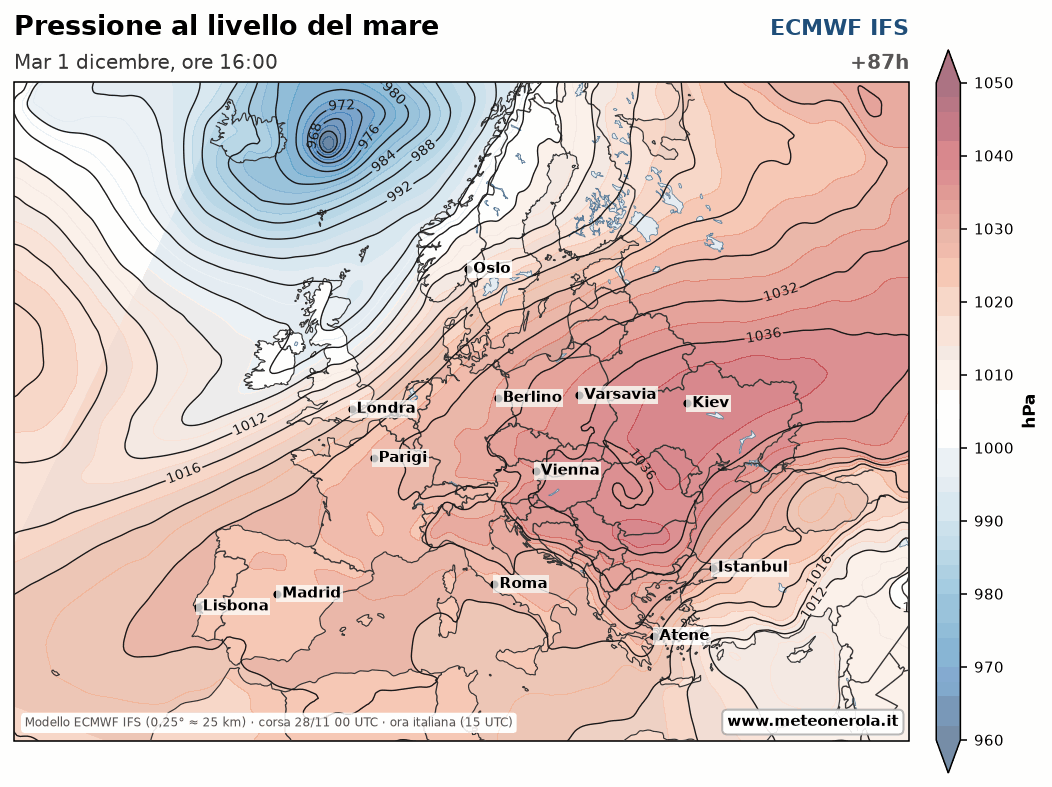 Pressione al livello del mare
ECMWF IFS
Mar 1 dicembre, ore 16:00
+87h
972
980
968
976
984
988
992
Oslo
1032
1036
Berlino
Varsavia
Kiev
Londra
1012
Parigi
Vienna
1036
1016
Istanbul
1016
Roma
Madrid
1012
Lisbona
Atene
1050
1040
1030
1020
1010
1000
990
980
970
960
hPa
Modello ECMWF IFS (0,25° ≈ 25 km) · corsa 28/11 00 UTC · ora italiana (15 UTC)
www.meteonerola.it